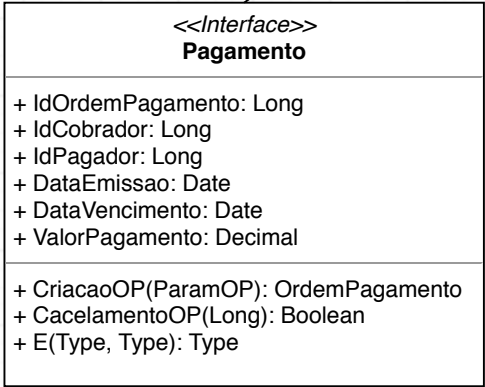 <<Interface>>
Pagamento
+ IdOrdemPagamento: Long
+ IdCobrador: Long
+ IdPagador: Long
+ DataEmissao: Date
+ DataVencimento: Date
+ ValorPagamento: Decimal
+ CriacaoOP(ParamOP): OrdemPagamento
+ CacelamentoOP(Long): Boolean
+ E(Type, Type): Type